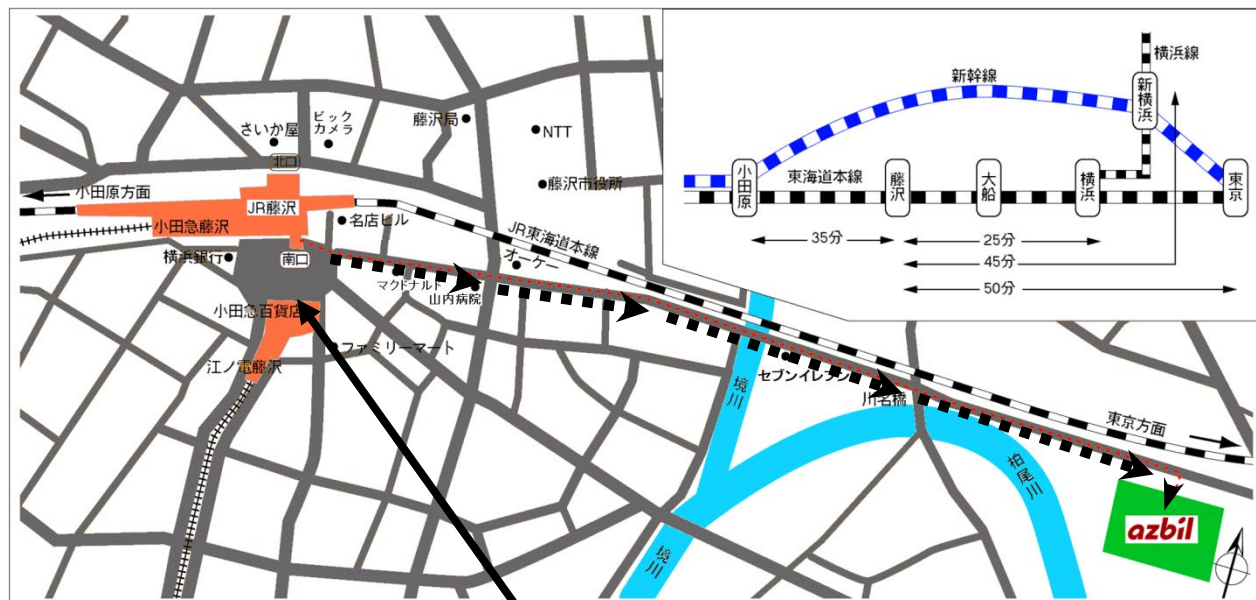 さいか屋
ビック
カメラ
藤沢局
NTT
北口
藤沢市役所
小田原方面
JR藤沢
名店ビル
小田急藤沢
JR東海道本線
横浜銀行
南口
オーケー
マクドナルド
山内病院
小田急百貨店
ファミリーマート
江ノ電藤沢
セブンイレブン
境川
川名橋
東京方面
柏尾川
境川
azbil
横浜線
新幹線
新横浜
小田原
東海道本線
藤沢
大船
横浜
東京
35分
25分
45分
50分